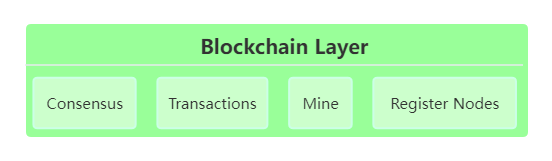 Blockchain Layer
Consensus Transactions Mine Register Nodes